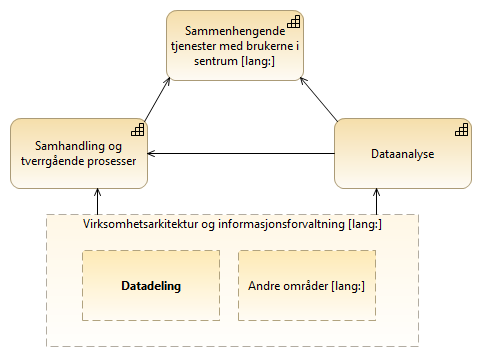 Sammenhengende
tjenester med brukerne i
sentrum [lang:]
Samhandling og
tverrgående prosesser
Dataanalyse
Virksomhetsarkitektur og informasjonsforvaltning [lang:]
Datadeling
Andre områder [lang:]